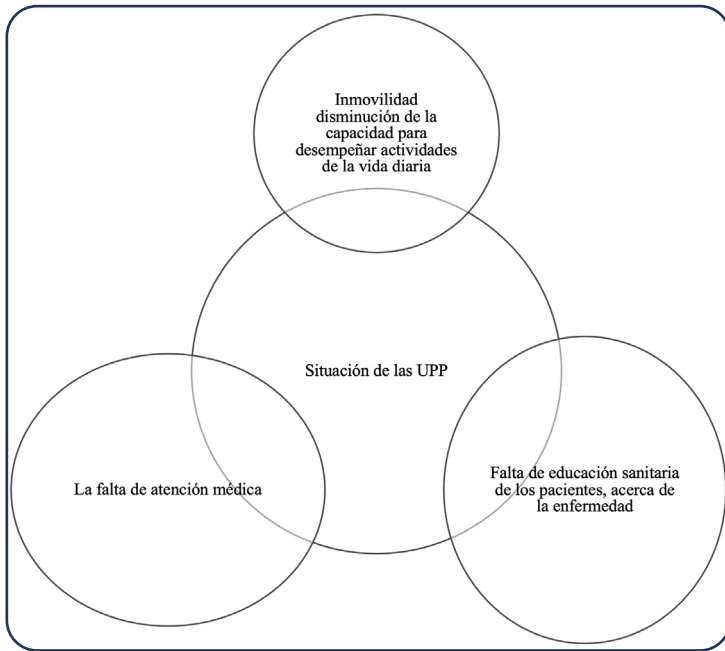 Inmovilidad
disminución de la
capacidad para
desempeñar actividades
de la vida diaria
Situación de las UPP
La falta de atención médica
Falta de educación sanitaria
de los pacientes, acerca de
la enfermedad